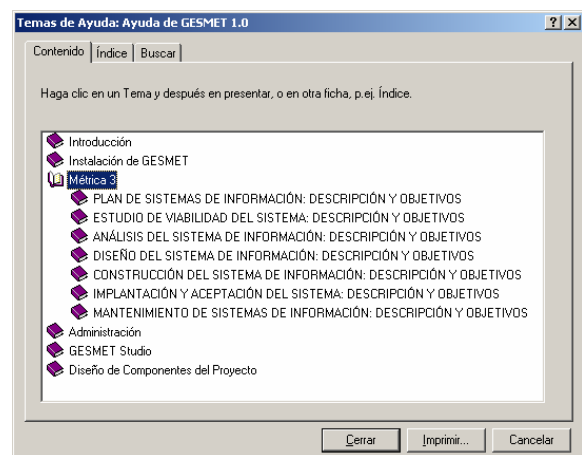 Temas de Ayuda: Ayuda de GESMET 1.0
Contenido Índice Buscar
Haga clic en un Tema y después en presentar, o en otra ficha, p.ej. Índice.
Introducción
Instalación de GESMET
Métrica 3
PLAN DE SISTEMAS DE INFORMACIÓN: DESCRIPCIÓN Y OBJETIVOS
ESTUDIO DE VIABILIDAD DEL SISTEMA: DESCRIPCIÓN Y OBJETIVOS
ANÁLISIS DEL SISTEMA DE INFORMACIÓN: DESCRIPCIÓN Y OBJETIVOS
DISEÑO DEL SISTEMA DE INFORMACIÓN: DESCRIPCIÓN Y OBJETIVOS
CONSTRUCCIÓN DEL SISTEMA DE INFORMACIÓN: DESCRIPCIÓN Y OBJETIVOS
IMPLANTACIÓN Y ACEPTACIÓN DEL SISTEMA: DESCRIPCIÓN Y OBJETIVOS
MANTENIMIENTO DE SISTEMAS DE INFORMACIÓN: DESCRIPCIÓN Y OBJETIVOS
Administración
GESMET Studio
Diseño de Componentes del Proyecto
Cerrar Imprimir... Cancelar